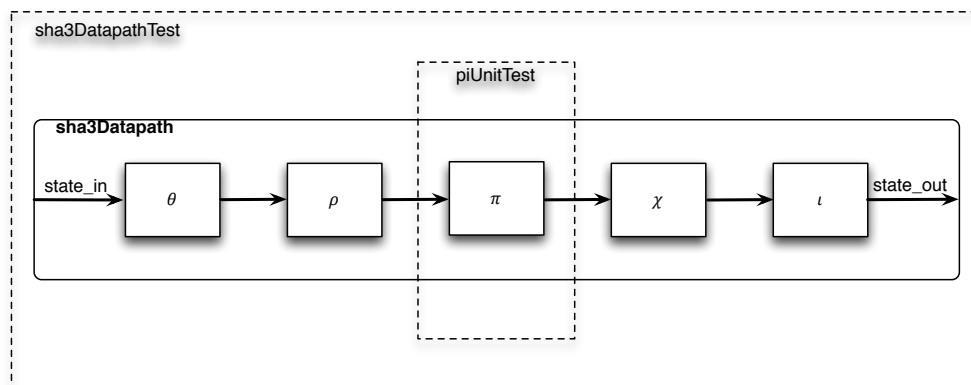 sha3DatapathTest
piUnitTest
sha3Datapath
state_in
θ
ρ
π
χ
ι
state_out